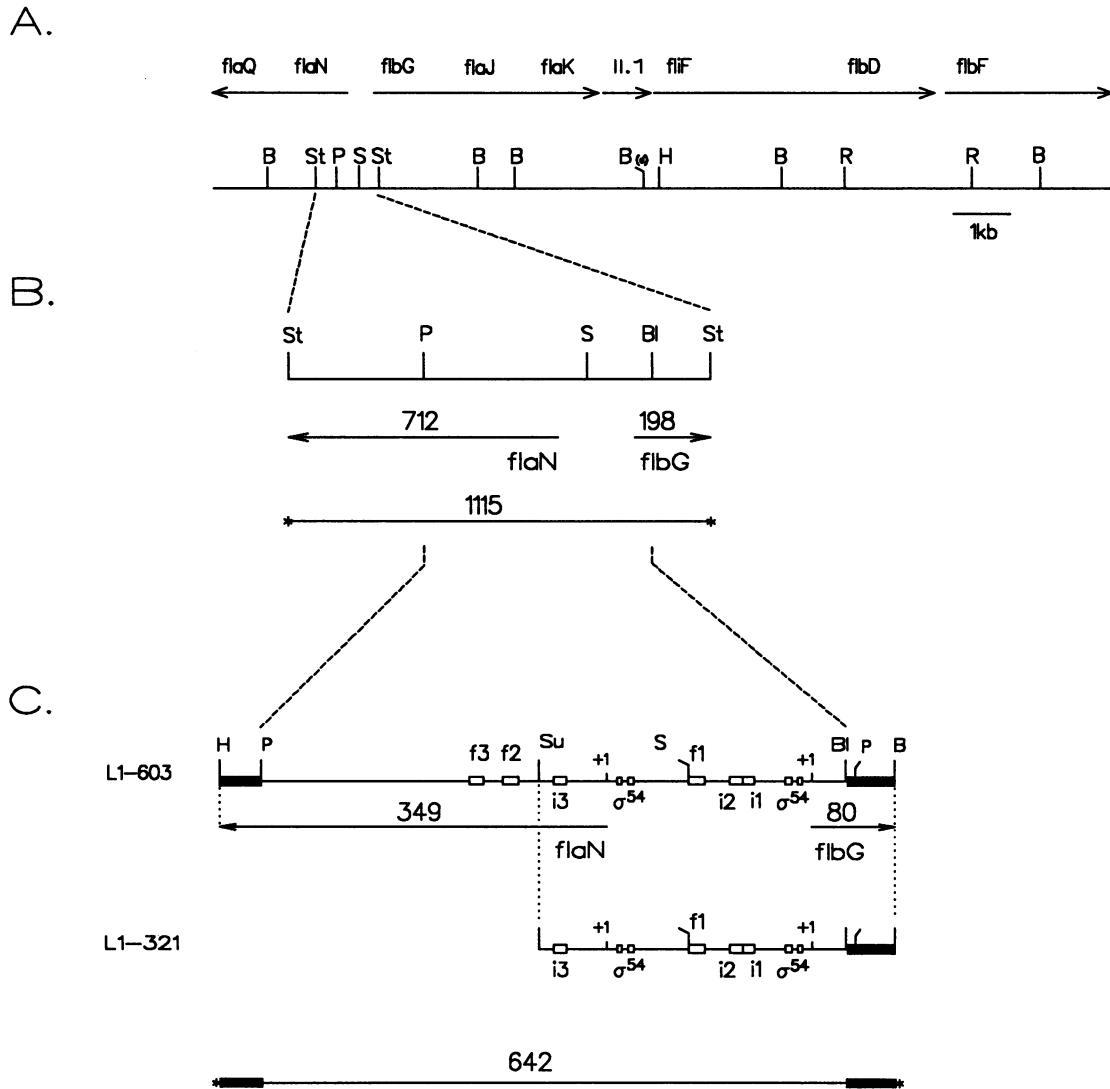 A.
flaQ flaN flbG flaJ flaK II.1 fliF flbD flbF
B St P S St B B B H B R R B
1kb
B.
St P S Bl St
712 198
flaN flbG
*1115*
C.
H P f3 f2 Su +1 S f1 +1 Bl P B
L1–603
i3 σ54 i2 i1 σ54
349 80
flaN flbG
+1 f1 +1
L1–321
i3 σ54 i2 i1 σ54
642
* *